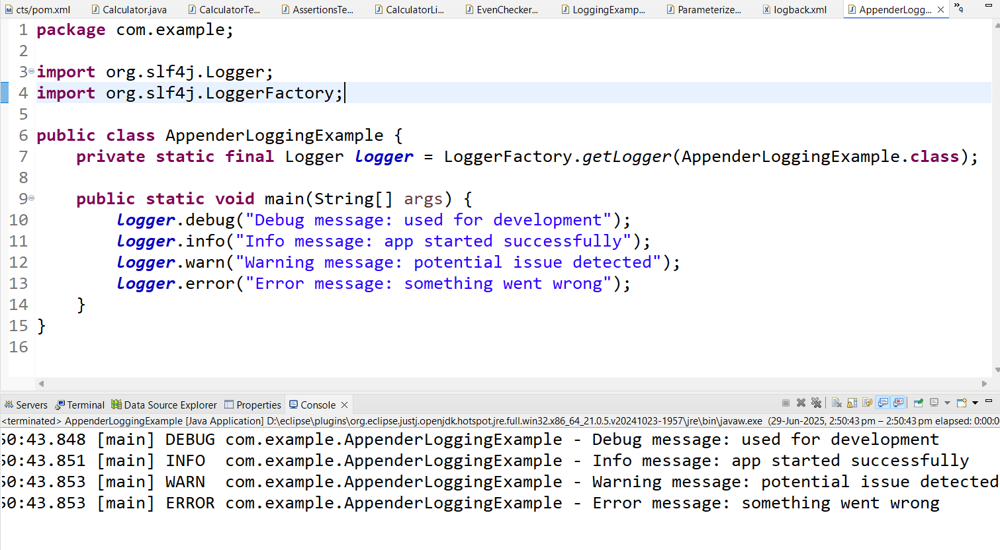 cts/pom.xml Calculator.java CalculatorTe... AssertionsTe... CalculatorLi... EvenChecker... LoggingExamp... Parameterize... logback.xml AppenderLogg... 9
1 package com.example;
2
3 import org.slf4j.Logger;
4 import org.slf4j.LoggerFactory;
5
6 public class AppenderLoggingExample {
7 private static final Logger logger = LoggerFactory.getLogger(AppenderLoggingExample.class);
8
9 public static void main(String[] args) {
10 logger.debug("Debug message: used for development");
11 logger.info("Info message: app started successfully");
12 logger.warn("Warning message: potential issue detected");
13 logger.error("Error message: something went wrong");
14 }
15 }
16
Servers Terminal Data Source Explorer Properties Console
<terminated> AppenderLoggingExample [Java Application] D:\eclipse\plugins\org.eclipse.justj.openjdk.hotspot.jre.full.win32.x86_64_21.0.5.v20241023-1957\jre\bin\javaw.exe (29-Jun-2025, 2:50:43 pm – 2:50:43 pm elapsed: 0:00:0
50:43.848 [main] DEBUG com.example.AppenderLoggingExample - Debug message: used for development
50:43.851 [main] INFO com.example.AppenderLoggingExample - Info message: app started successfully
50:43.853 [main] WARN com.example.AppenderLoggingExample - Warning message: potential issue detected
50:43.853 [main] ERROR com.example.AppenderLoggingExample - Error message: something went wrong